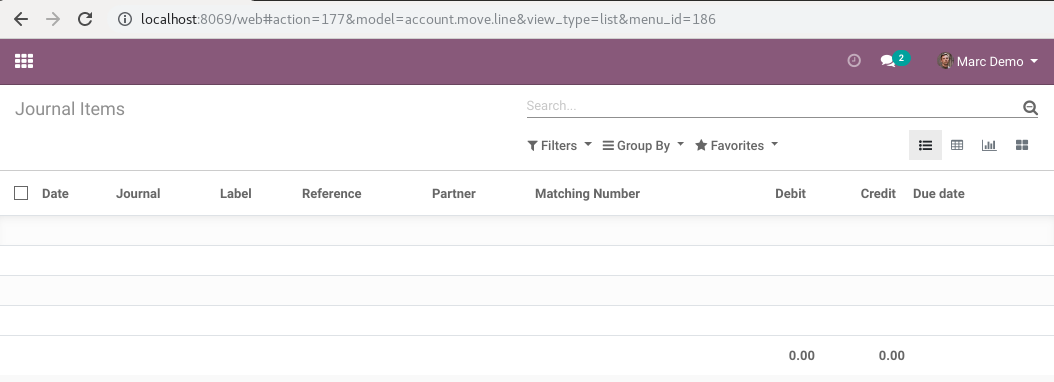 localhost:8069/web#action=177&model=account.move.line&view_type=list&menu_id=186
2 Marc Demo
Journal Items
Search...
Filters Group By Favorites
Date Journal Label Reference Partner Matching Number Debit Credit Due date
0.00 0.00